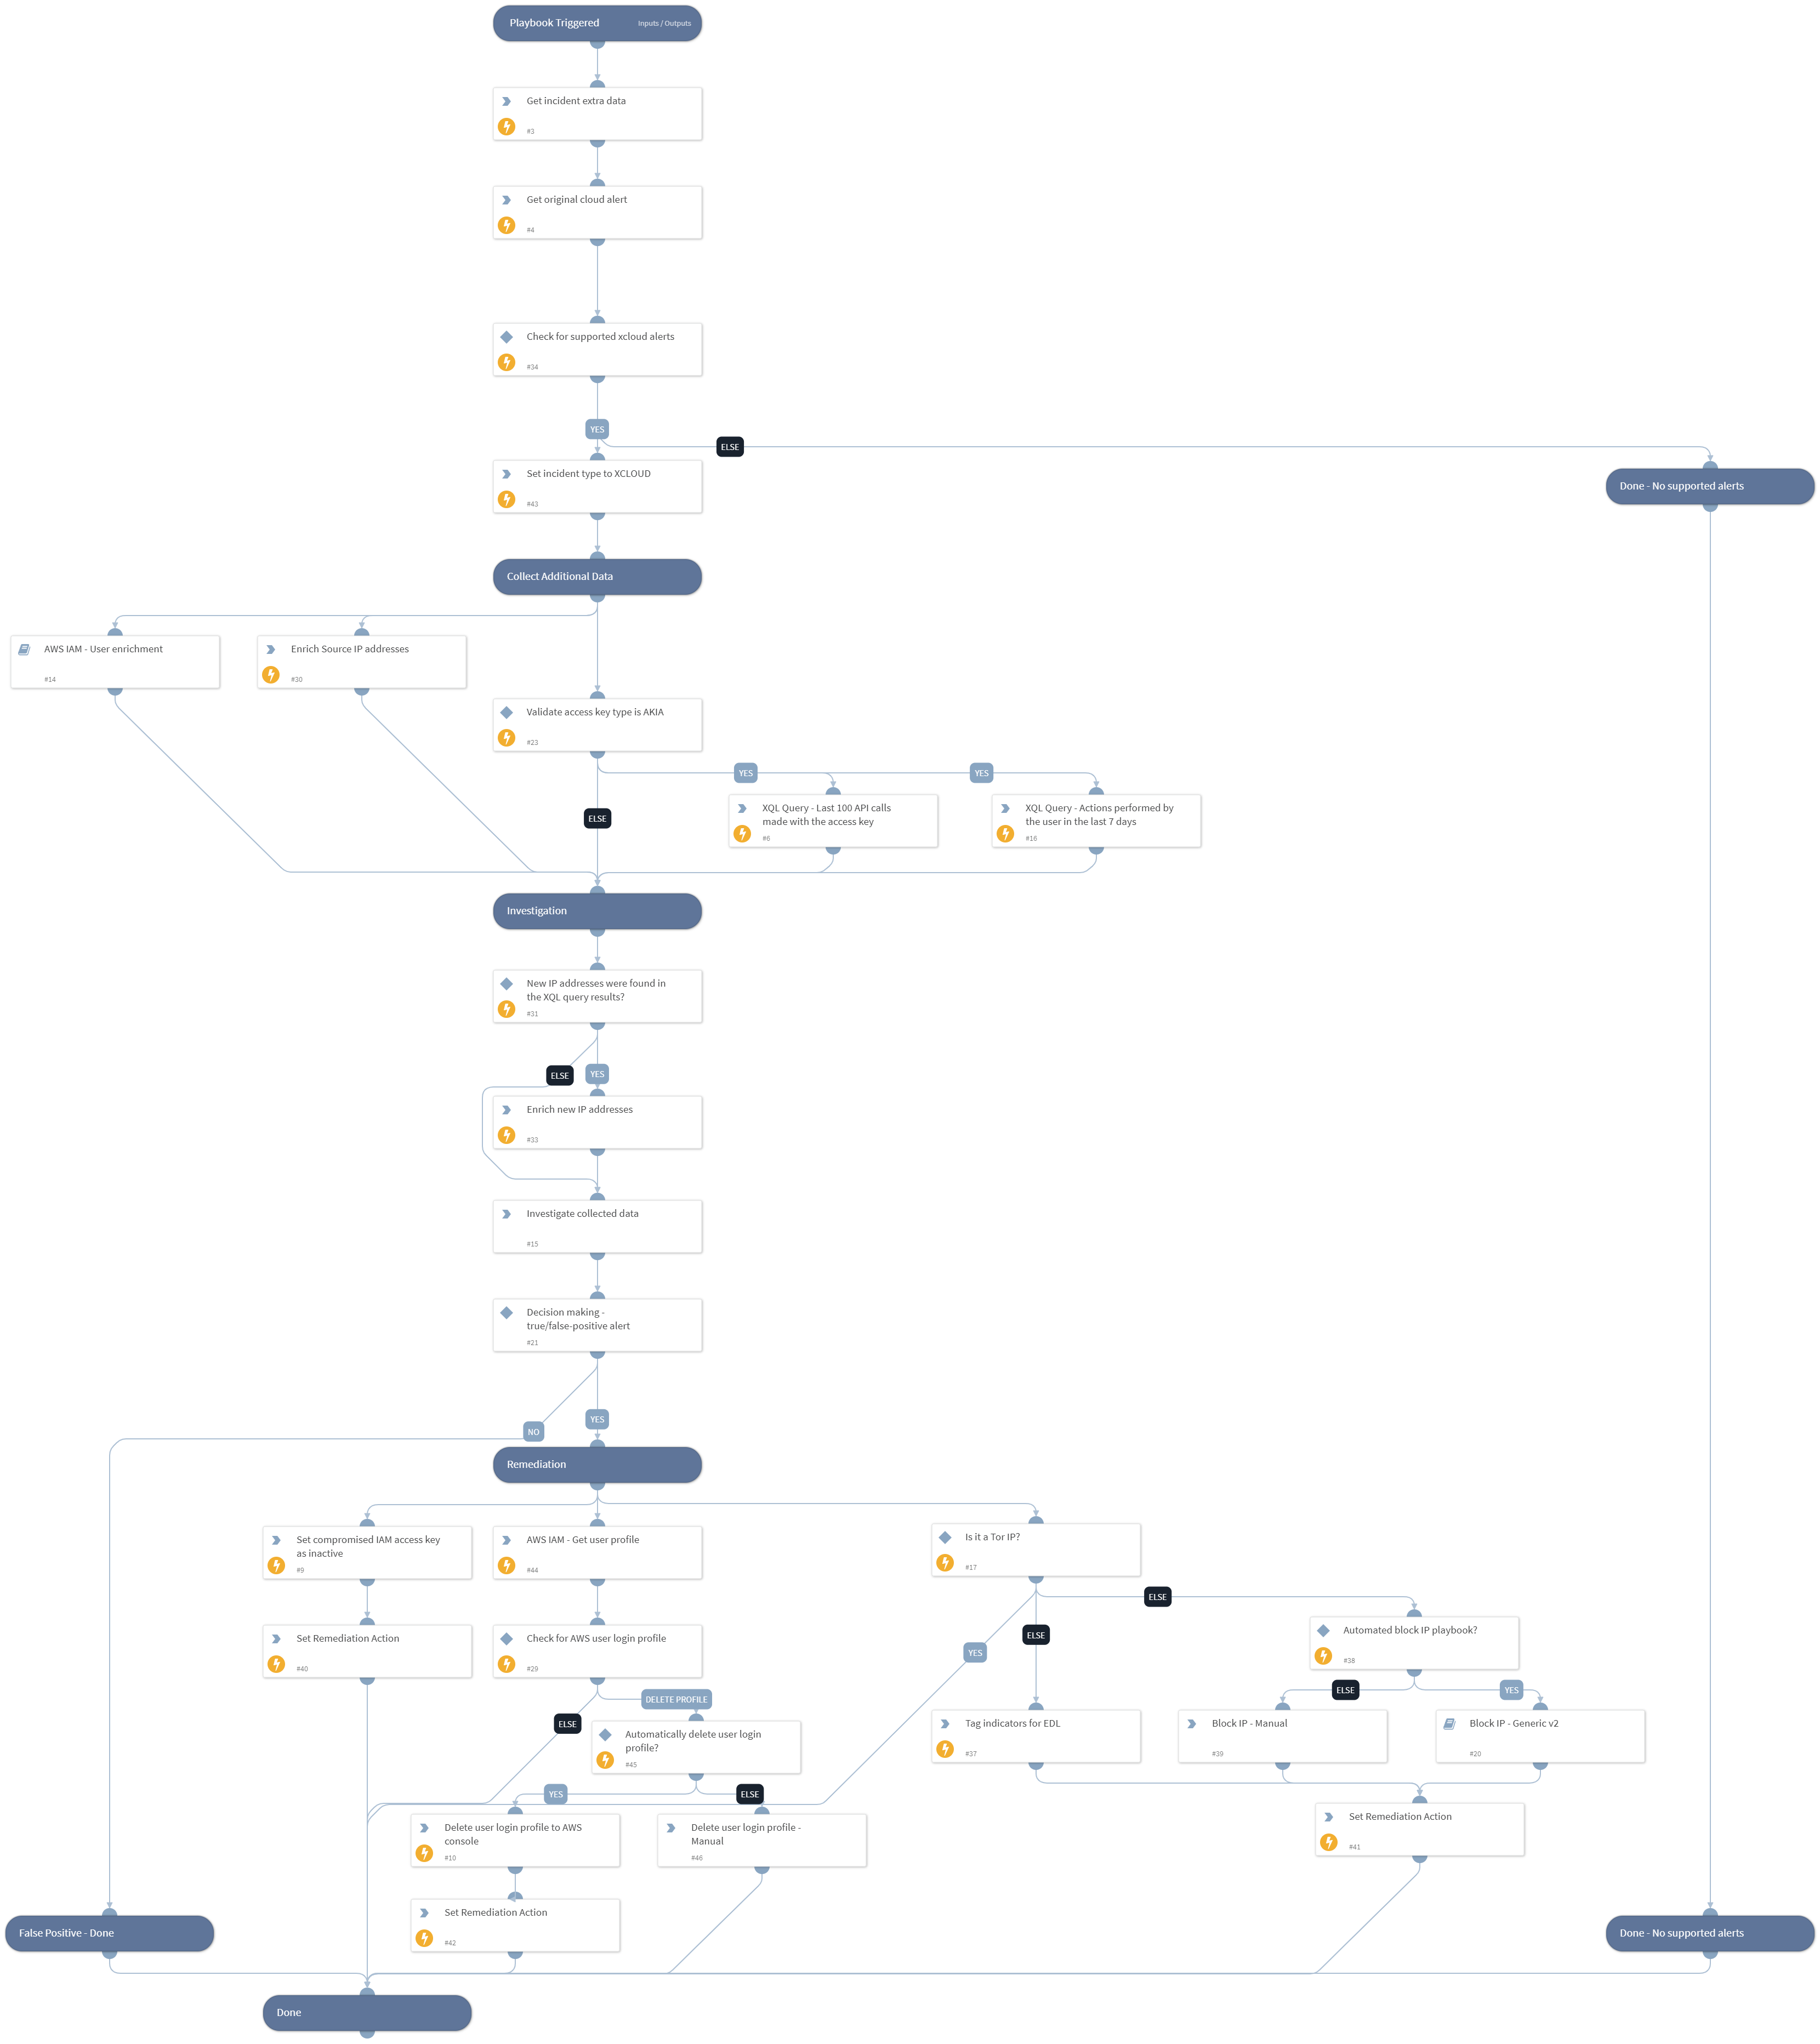 Playbook Triggered
Inputs / Outputs
Get incident extra data
#3
Get original cloud alert
#4
Check for supported xcloud alerts
#34
YES
ELSE
Set incident type to XCLOUD
#43
Done - No supported alerts
Collect Additional Data
AWS IAM - User enrichment
#14
Enrich Source IP addresses
#30
Validate access key type is AKIA
#23
YES
YES
ELSE
XQL Query - Last 100 API calls
made with the access key
#6
XQL Query - Actions performed by
the user in the last 7 days
#16
Investigation
New IP addresses were found in
the XQL query results?
#31
ELSE
YES
Enrich new IP addresses
#33
Investigate collected data
#15
Decision making -
true/false-positive alert
#21
NO
YES
Remediation
Set compromised IAM access key
as inactive
#9
AWS IAM - Get user profile
#44
Is it a Tor IP?
#17
ELSE
ELSE
YES
Set Remediation Action
#40
Check for AWS user login profile
#29
Automated block IP playbook?
#38
DELETE PROFILE
ELSE
ELSE
YES
Automatically delete user login
profile?
#45
Tag indicators for EDL
#37
Block IP - Manual
#39
Block IP - Generic v2
#20
YES
ELSE
Delete user login profile to AWS
console
#10
Delete user login profile -
Manual
#46
Set Remediation Action
#41
Set Remediation Action
#42
False Positive - Done
Done - No supported alerts
Done